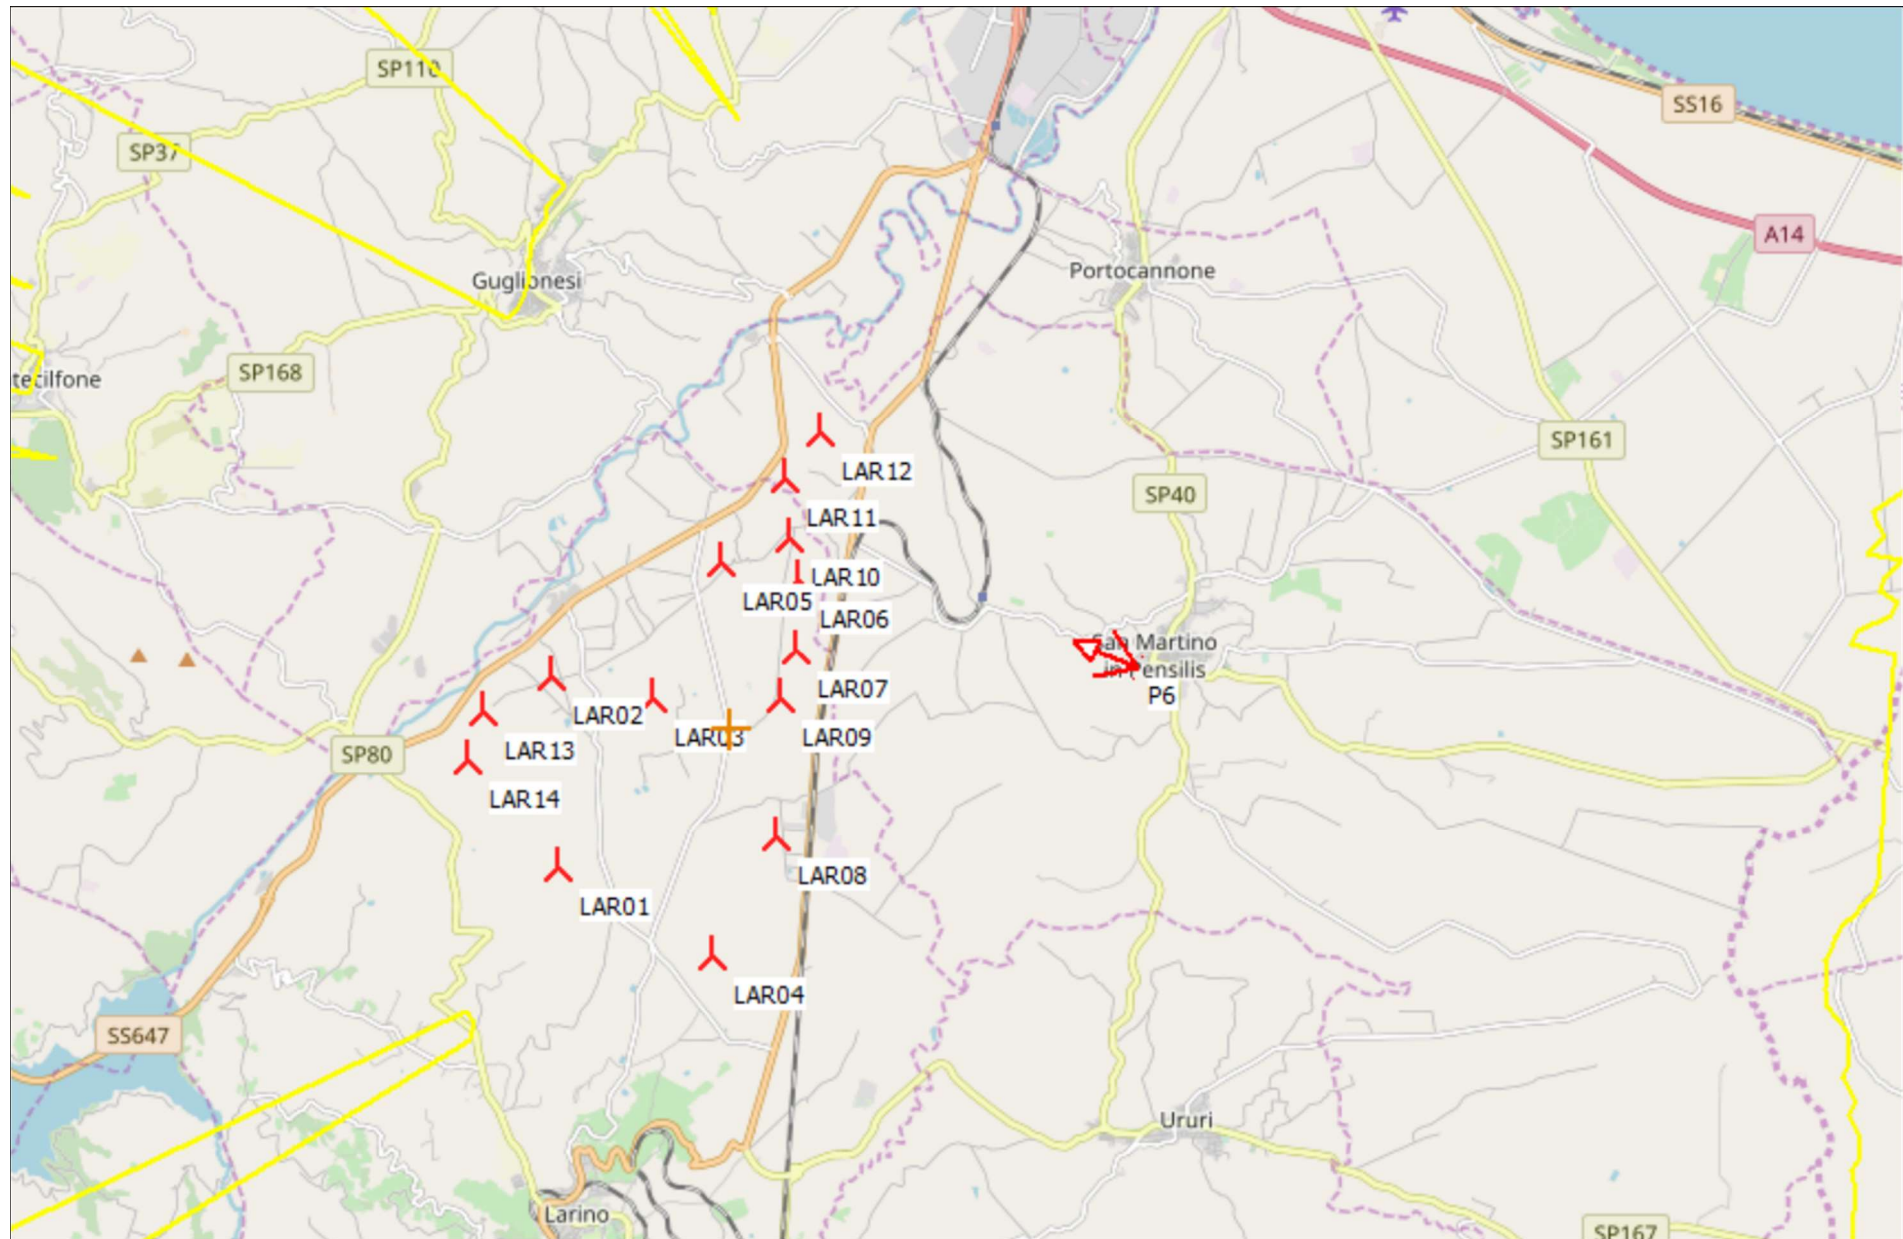 SP110
SS16
SP37
A14
Portocannone
Guglionesi
SP168
tecilfone
SP161
LAR12
SP40
LAR11
LAR10
LAR05
LAR06
San Martino
in Pensilis
LAR07
P6
LAR02
LAR03
LAR09
LAR13
SP80
LAR14
LAR08
LAR01
LAR04
SS647
Ururi
Larino
SP167